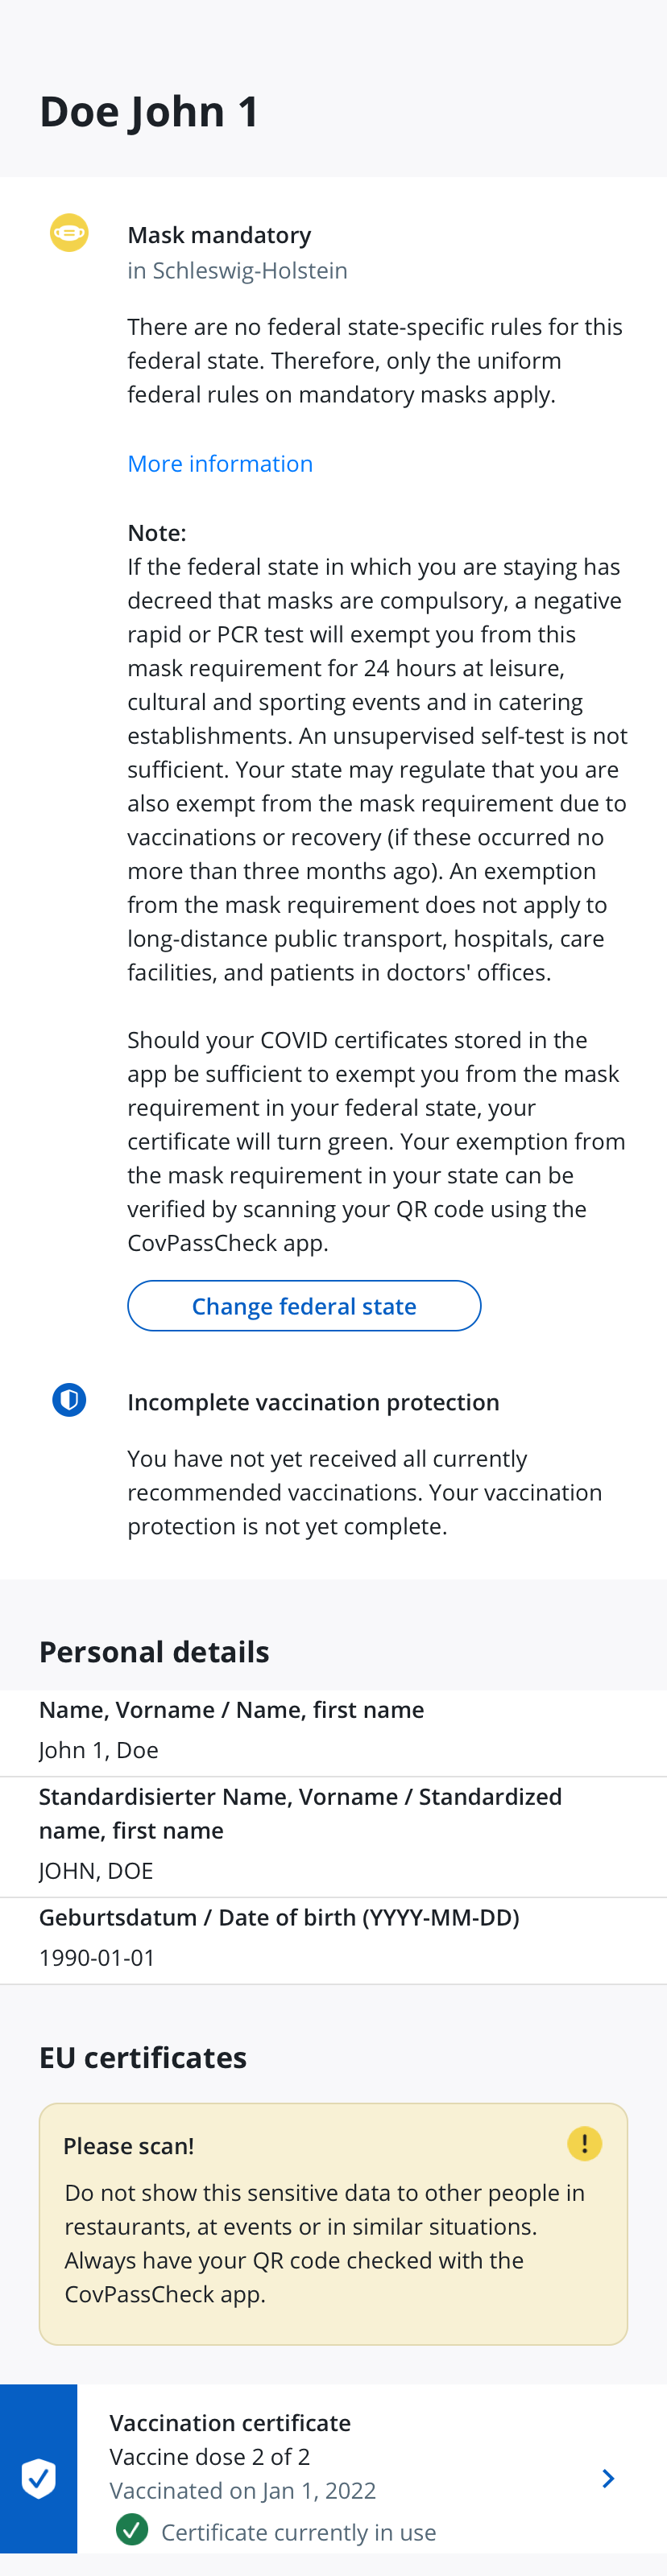 Doe John 1
Mask mandatory
in Schleswig-Holstein
There are no federal state-specific rules for this
federal state. Therefore, only the uniform
federal rules on mandatory masks apply.
More information
Note:
If the federal state in which you are staying has
decreed that masks are compulsory, a negative
rapid or PCR test will exempt you from this
mask requirement for 24 hours at leisure,
cultural and sporting events and in catering
establishments. An unsupervised self-test is not
sufficient. Your state may regulate that you are
also exempt from the mask requirement due to
vaccinations or recovery (if these occurred no
more than three months ago). An exemption
from the mask requirement does not apply to
long-distance public transport, hospitals, care
facilities, and patients in doctors' offices.
Should your COVID certificates stored in the
app be sufficient to exempt you from the mask
requirement in your federal state, your
certificate will turn green. Your exemption from
the mask requirement in your state can be
verified by scanning your QR code using the
CovPassCheck app.
Change federal state
Incomplete vaccination protection
You have not yet received all currently
recommended vaccinations. Your vaccination
protection is not yet complete.
Personal details
Name, Vorname / Name, first name
John 1, Doe
Standardisierter Name, Vorname / Standardized
name, first name
JOHN, DOE
Geburtsdatum / Date of birth (YYYY-MM-DD)
1990-01-01
EU certificates
Please scan!
Do not show this sensitive data to other people in
restaurants, at events or in similar situations.
Always have your QR code checked with the
CovPassCheck app.
Vaccination certificate
Vaccine dose 2 of 2
Vaccinated on Jan 1, 2022
Certificate currently in use